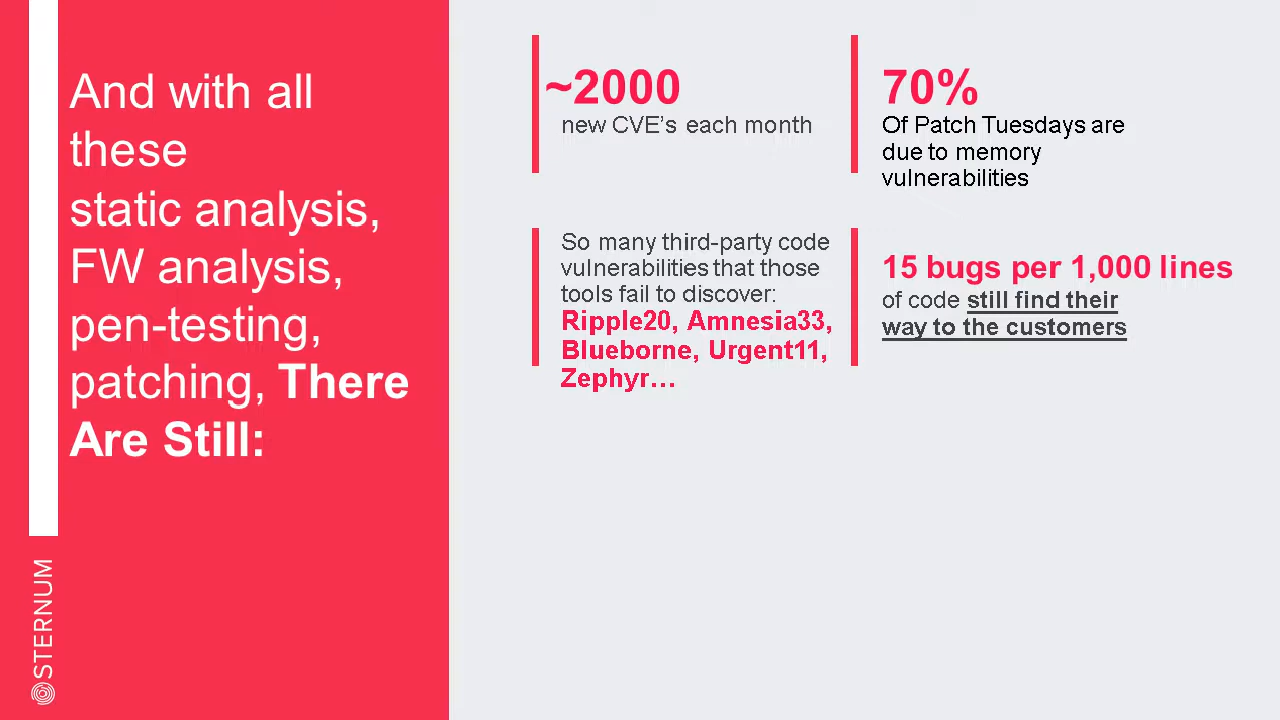 And with all
these
static analysis,
FW analysis,
pen-testing,
patching, There
Are Still:
~2000
new CVE's each month
70%
Of Patch Tuesdays are
due to memory
vulnerabilities
So many third-party code
vulnerabilities that those
tools fail to discover:
Ripple20, Amnesia33,
Blueborne, Urgent11,
Zephyr…
15 bugs per 1,000 lines
of code still find their
way to the customers
STERNUM